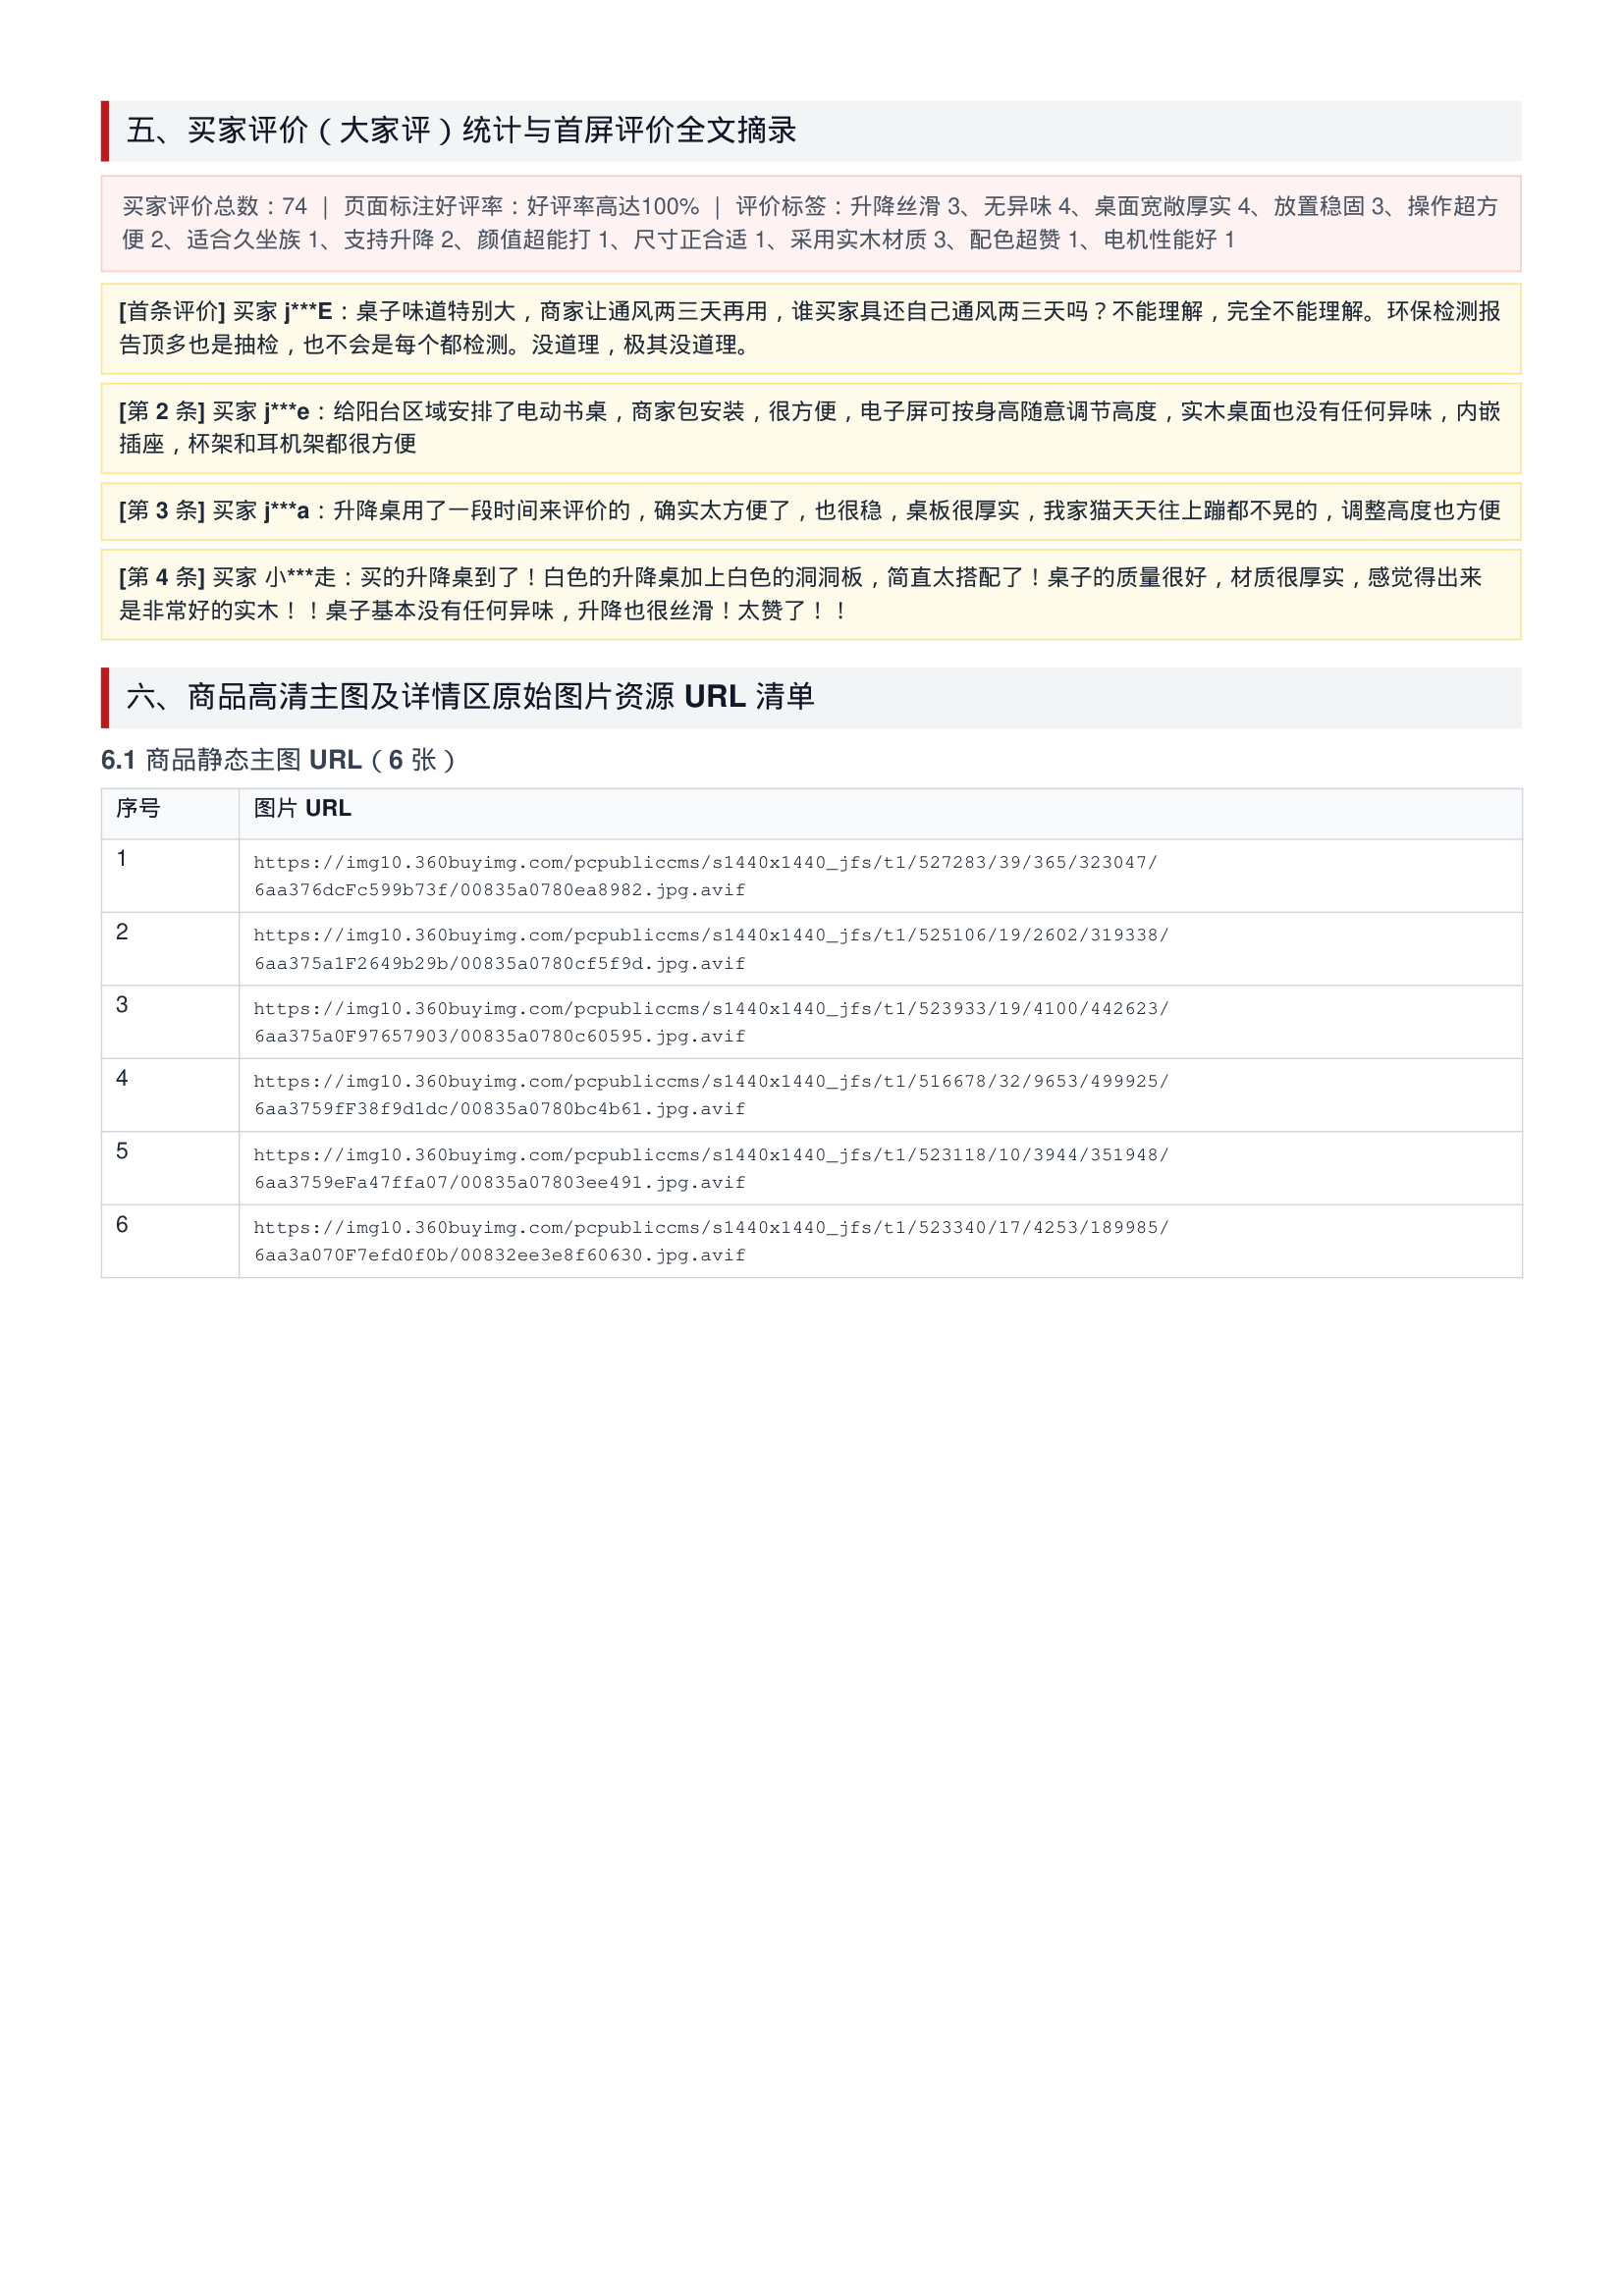 五、买家评价（大家评）统计与首屏评价全文摘录
买家评价总数：74 ｜ 页面标注好评率：好评率高达100% ｜ 评价标签：升降丝滑 3、无异味 4、桌面宽敞厚实 4、放置稳固 3、操作超方
便 2、适合久坐族 1、支持升降 2、颜值超能打 1、尺寸正合适 1、采用实木材质 3、配色超赞 1、电机性能好 1
[首条评价] 买家 j***E：桌子味道特别大，商家让通风两三天再用，谁买家具还自己通风两三天吗？不能理解，完全不能理解。环保检测报
告顶多也是抽检，也不会是每个都检测。没道理，极其没道理。
[第 2 条] 买家 j***e：给阳台区域安排了电动书桌，商家包安装，很方便，电子屏可按身高随意调节高度，实木桌面也没有任何异味，内嵌
插座，杯架和耳机架都很方便
[第 3 条] 买家 j***a：升降桌用了一段时间来评价的，确实太方便了，也很稳，桌板很厚实，我家猫天天往上蹦都不晃的，调整高度也方便
[第 4 条] 买家 小***走：买的升降桌到了！白色的升降桌加上白色的洞洞板，简直太搭配了！桌子的质量很好，材质很厚实，感觉得出来
是非常好的实木！！桌子基本没有任何异味，升降也很丝滑！太赞了！！
六、商品高清主图及详情区原始图片资源 URL 清单
6.1 商品静态主图 URL（6 张）
序号 图片 URL
1 https://img10.360buyimg.com/pcpubliccms/s1440x1440_jfs/t1/527283/39/365/323047/
6aa376dcFc599b73f/00835a0780ea8982.jpg.avif
2 https://img10.360buyimg.com/pcpubliccms/s1440x1440_jfs/t1/525106/19/2602/319338/
6aa375a1F2649b29b/00835a0780cf5f9d.jpg.avif
3 https://img10.360buyimg.com/pcpubliccms/s1440x1440_jfs/t1/523933/19/4100/442623/
6aa375a0F97657903/00835a0780c60595.jpg.avif
4 https://img10.360buyimg.com/pcpubliccms/s1440x1440_jfs/t1/516678/32/9653/499925/
6aa3759fF38f9d1dc/00835a0780bc4b61.jpg.avif
5 https://img10.360buyimg.com/pcpubliccms/s1440x1440_jfs/t1/523118/10/3944/351948/
6aa3759eFa47ffa07/00835a07803ee491.jpg.avif
6 https://img10.360buyimg.com/pcpubliccms/s1440x1440_jfs/t1/523340/17/4253/189985/
6aa3a070F7efd0f0b/00832ee3e8f60630.jpg.avif